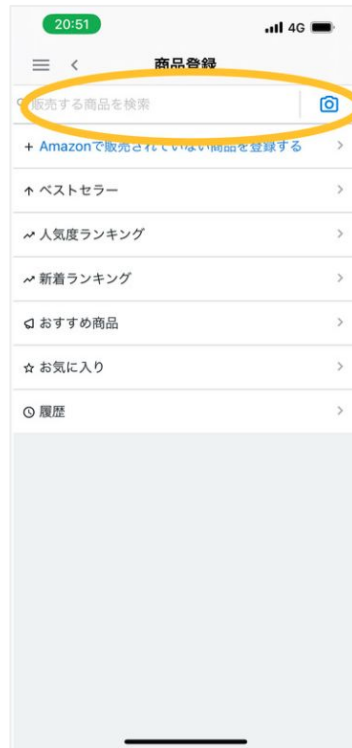 20:51 4G
商品登録
販売する商品を検索
+ Amazonで販売されていない商品を登録する
ベストセラー
人気度ランキング
新着ランキング
おすすめ商品
お気に入り
履歴